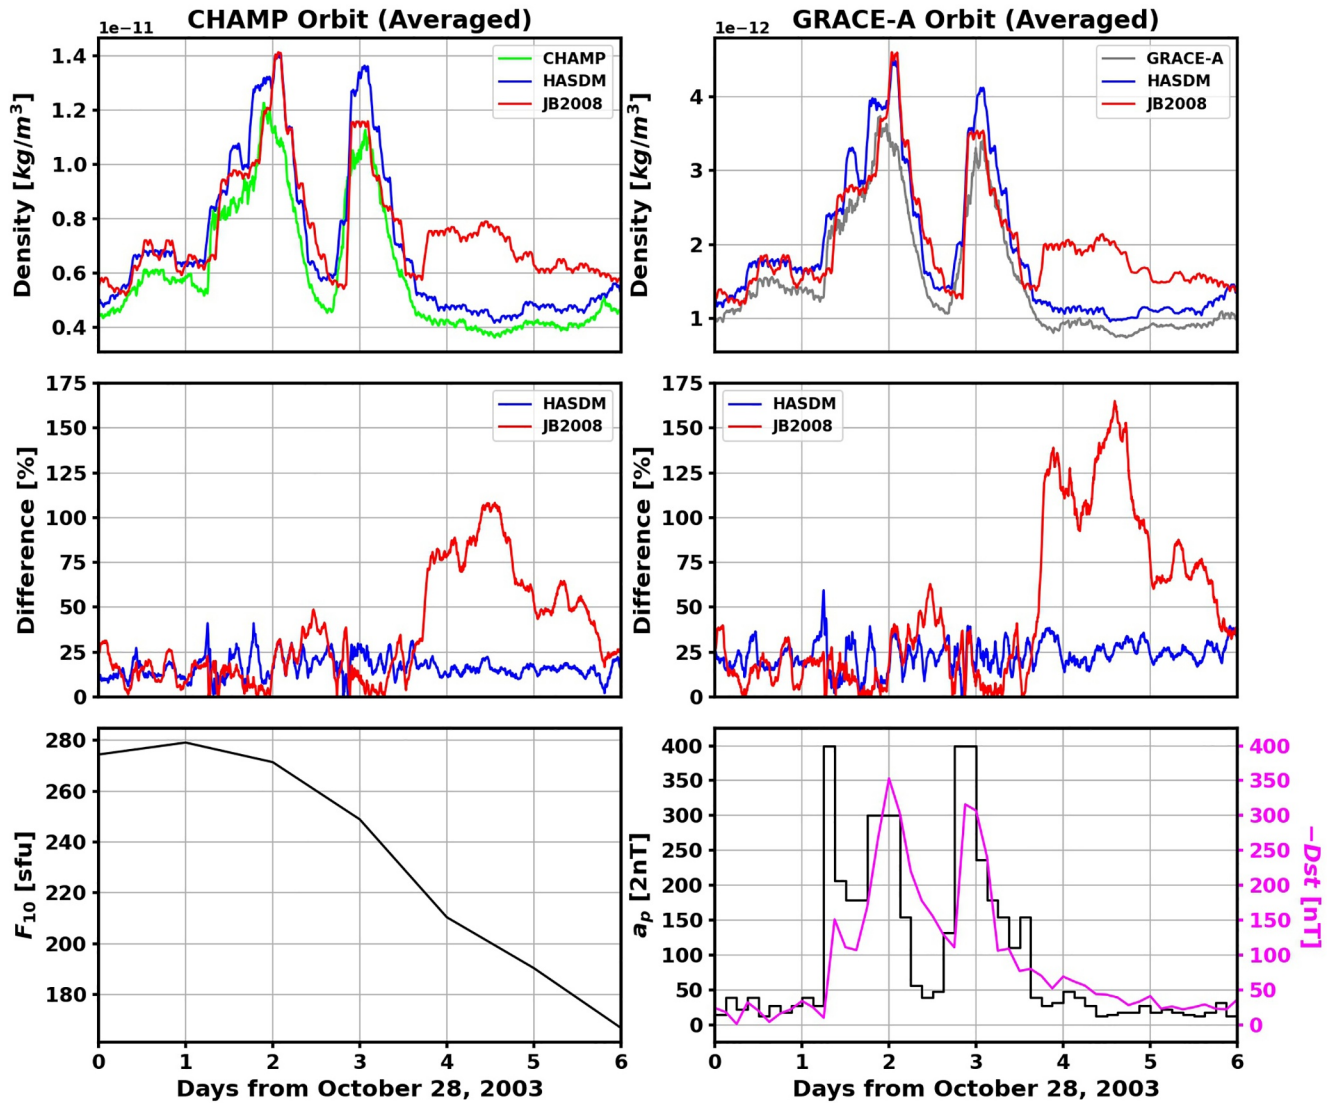 CHAMP Orbit (Averaged)
1e−11
1.4
1.2
1.0
0.8
0.6
0.4
Density [kg/m³]
CHAMP
HASDM
JB2008
GRACE-A Orbit (Averaged)
1e−12
4
3
2
1
Density [kg/m³]
GRACE-A
HASDM
JB2008
175
150
125
100
75
50
25
0
Difference [%]
HASDM
JB2008
175
150
125
100
75
50
25
0
Difference [%]
HASDM
JB2008
280
260
240
220
200
180
F₁₀ [sfu]
0 1 2 3 4 5 6
Days from October 28, 2003
400
350
300
250
200
150
100
50
0
aₚ [2nT]
400
350
300
250
200
150
100
50
0
−Dst [nT]
0 1 2 3 4 5 6
Days from October 28, 2003